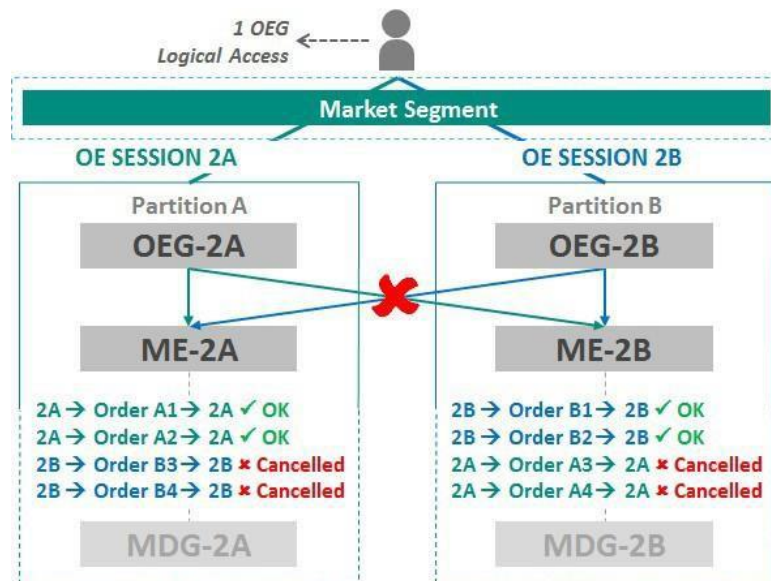 1 OEG
Logical Access
Market Segment
OE SESSION 2A
OE SESSION 2B
Partition A
OEG-2A
Partition B
OEG-2B
ME-2A
ME-2B
2A → Order A1 → 2A ✓ OK
2A → Order A2 → 2A ✓ OK
2B → Order B3 → 2B ✘ Cancelled
2B → Order B4 → 2B ✘ Cancelled
2B → Order B1 → 2B ✓ OK
2B → Order B2 → 2B ✓ OK
2A → Order A3 → 2A ✘ Cancelled
2A → Order A4 → 2A ✘ Cancelled
MDG-2A
MDG-2B